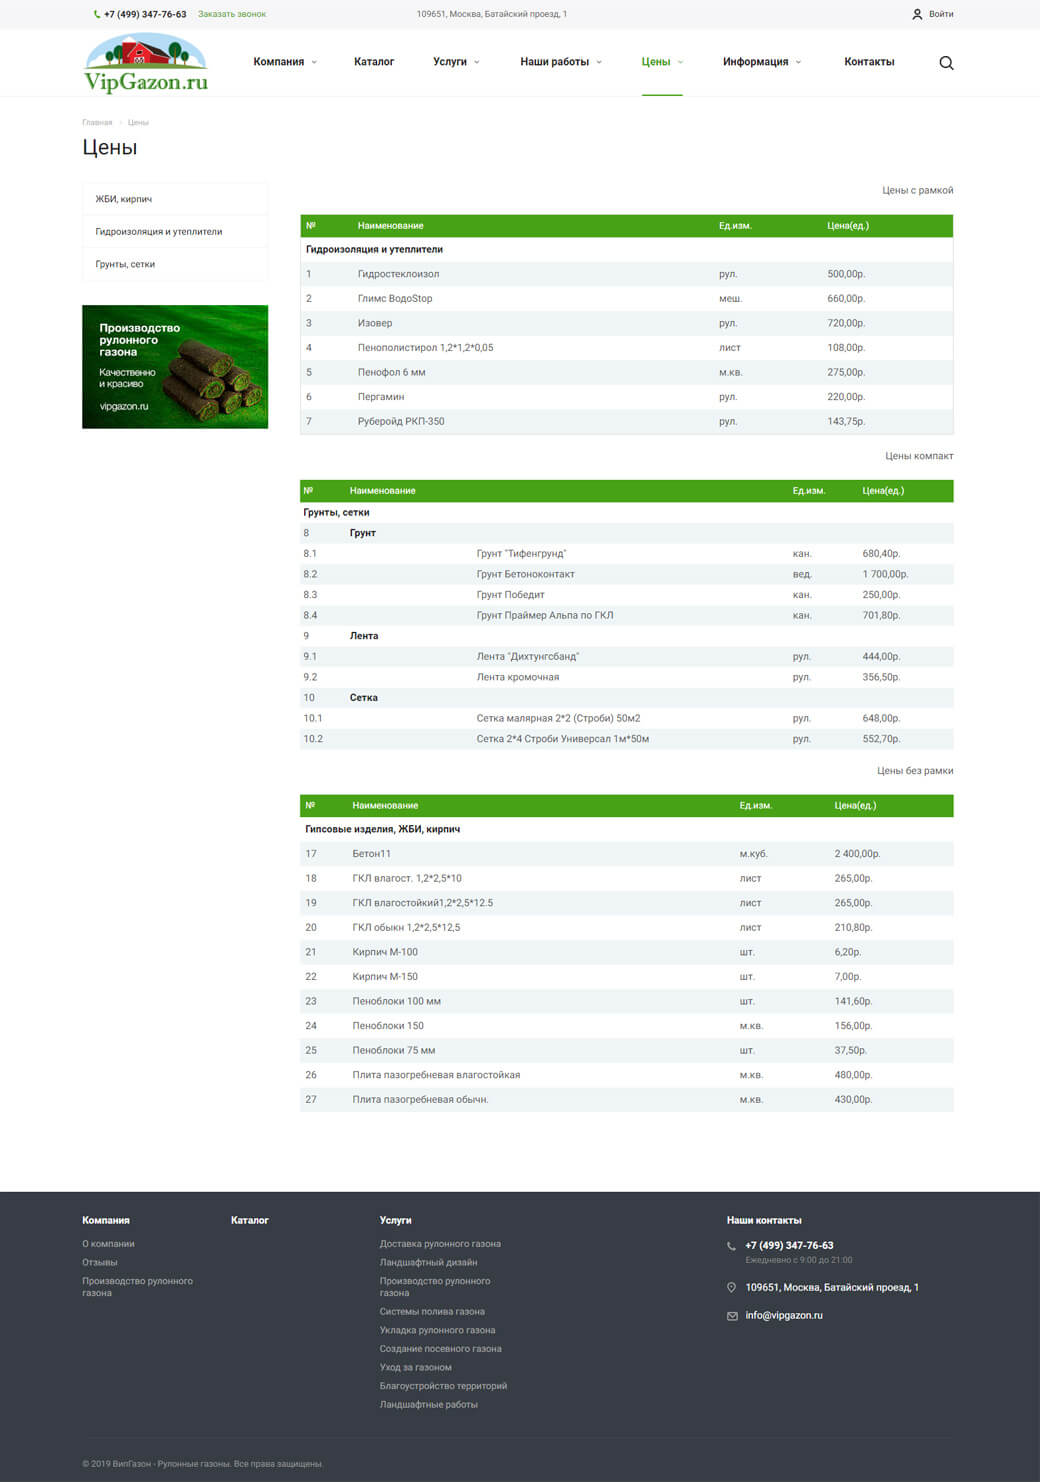 +7 (499) 347-76-63 Заказать звонок 109651, Москва, Батайский проезд, 1 Войти
VipGazon.ru
Компания Каталог Услуги Наши работы Цены Информация Контакты
Главная Цены
Цены
ЖБИ, кирпич
Гидроизоляция и утеплители
Грунты, сетки
Производство
рулонного
газона
Качественно
и красиво
vipgazon.ru
Цены с рамкой
№ Наименование Ед.изм. Цена(ед.)
Гидроизоляция и утеплители
1 Гидростеклоизол рул. 500,00р.
2 Глимс ВодоStop меш. 660,00р.
3 Изовер рул. 720,00р.
4 Пенополистирол 1,2*1,2*0,05 лист 108,00р.
5 Пенофол 6 мм м.кв. 275,00р.
6 Пергамин рул. 220,00р.
7 Руберойд РКП-350 рул. 143,75р.
Цены компакт
№ Наименование Ед.изм. Цена(ед.)
Грунты, сетки
8 Грунт
8.1 Грунт "Тифенгрунд" кан. 680,40р.
8.2 Грунт Бетоноконтакт вед. 1 700,00р.
8.3 Грунт Победит кан. 250,00р.
8.4 Грунт Праймер Альпа по ГКЛ кан. 701,80р.
9 Лента
9.1 Лента "Дихтунгсбанд" рул. 444,00р.
9.2 Лента кромочная рул. 356,50р.
10 Сетка
10.1 Сетка малярная 2*2 (Строби) 50м2 рул. 648,00р.
10.2 Сетка 2*4 Строби Универсал 1м*50м рул. 552,70р.
Цены без рамки
№ Наименование Ед.изм. Цена(ед.)
Гипсовые изделия, ЖБИ, кирпич
17 Бетон11 м.куб. 2 400,00р.
18 ГКЛ влагост. 1,2*2,5*10 лист 265,00р.
19 ГКЛ влагостойкий1,2*2,5*12.5 лист 265,00р.
20 ГКЛ обыкн 1,2*2,5*12,5 лист 210,80р.
21 Кирпич М-100 шт. 6,20р.
22 Кирпич М-150 шт. 7,00р.
23 Пеноблоки 100 мм шт. 141,60р.
24 Пеноблоки 150 м.кв. 156,00р.
25 Пеноблоки 75 мм шт. 37,50р.
26 Плита пазогребневая влагостойкая м.кв. 480,00р.
27 Плита пазогребневая обычн. м.кв. 430,00р.
Компания
О компании
Отзывы
Производство рулонного
газона
Каталог
Услуги
Доставка рулонного газона
Ландшафтный дизайн
Производство рулонного
газона
Системы полива газона
Укладка рулонного газона
Создание посевного газона
Уход за газоном
Благоустройство территорий
Ландшафтные работы
Наши контакты
+7 (499) 347-76-63
Ежедневно с 9:00 до 21:00
109651, Москва, Батайский проезд, 1
info@vipgazon.ru
© 2019 ВипГазон - Рулонные газоны. Все права защищены.